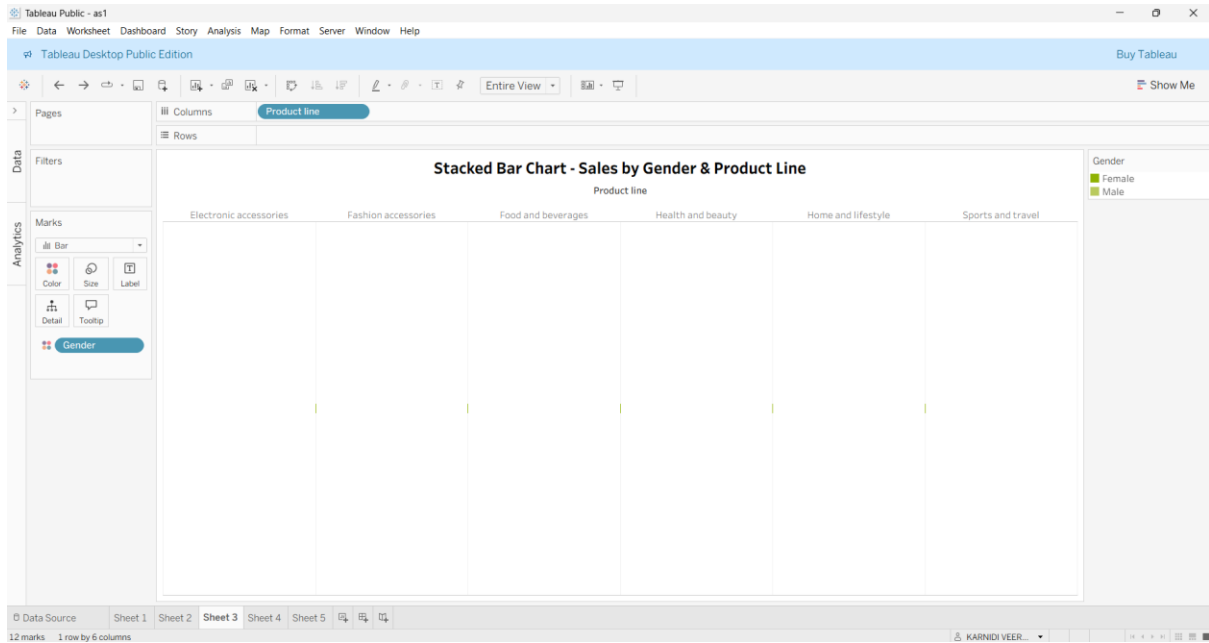 Tableau Public - as1
File Data Worksheet Dashboard Story Analysis Map Format Server Window Help
Tableau Desktop Public Edition
Buy Tableau
Entire View
Show Me
Pages
Columns
Product line
Rows
Data
Analytics
Filters
Marks
Bar
Color
Size
Label
Detail
Tooltip
Gender
Stacked Bar Chart - Sales by Gender & Product Line
Product line
Electronic accessories
Fashion accessories
Food and beverages
Health and beauty
Home and lifestyle
Sports and travel
Gender
Female
Male
Data Source
Sheet 1
Sheet 2
Sheet 3
Sheet 4
Sheet 5
12 marks
1 row by 6 columns
KARNIDI VEER...